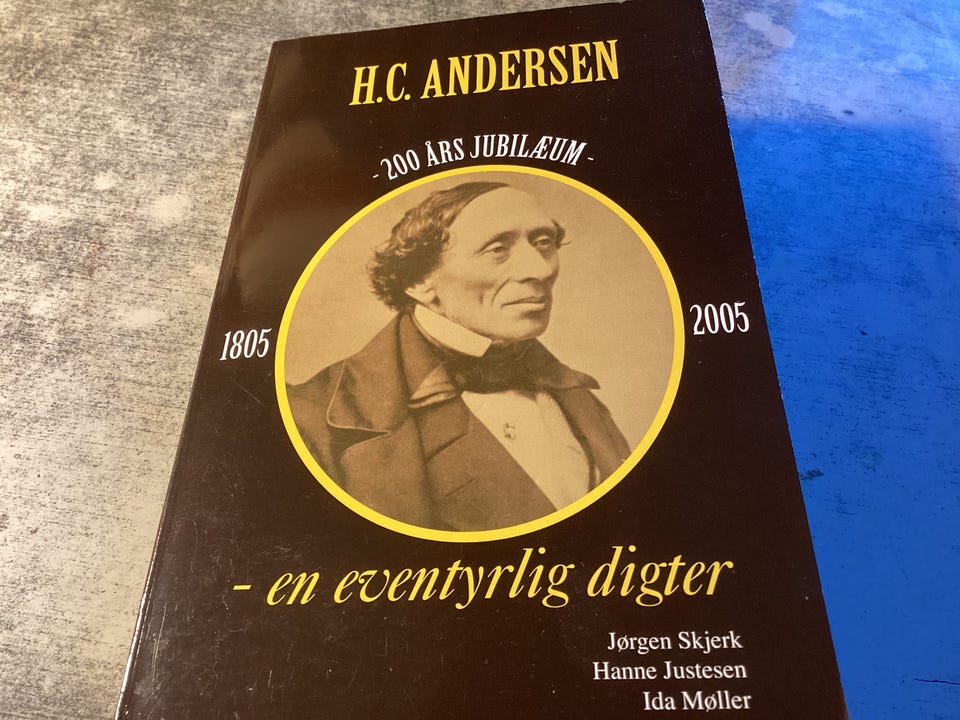 H.C. ANDERSEN
- 200 ÅRS JUBILÆUM -
1805
2005
- en eventyrlig digter
Jørgen Skjerk
Hanne Justesen
Ida Møller